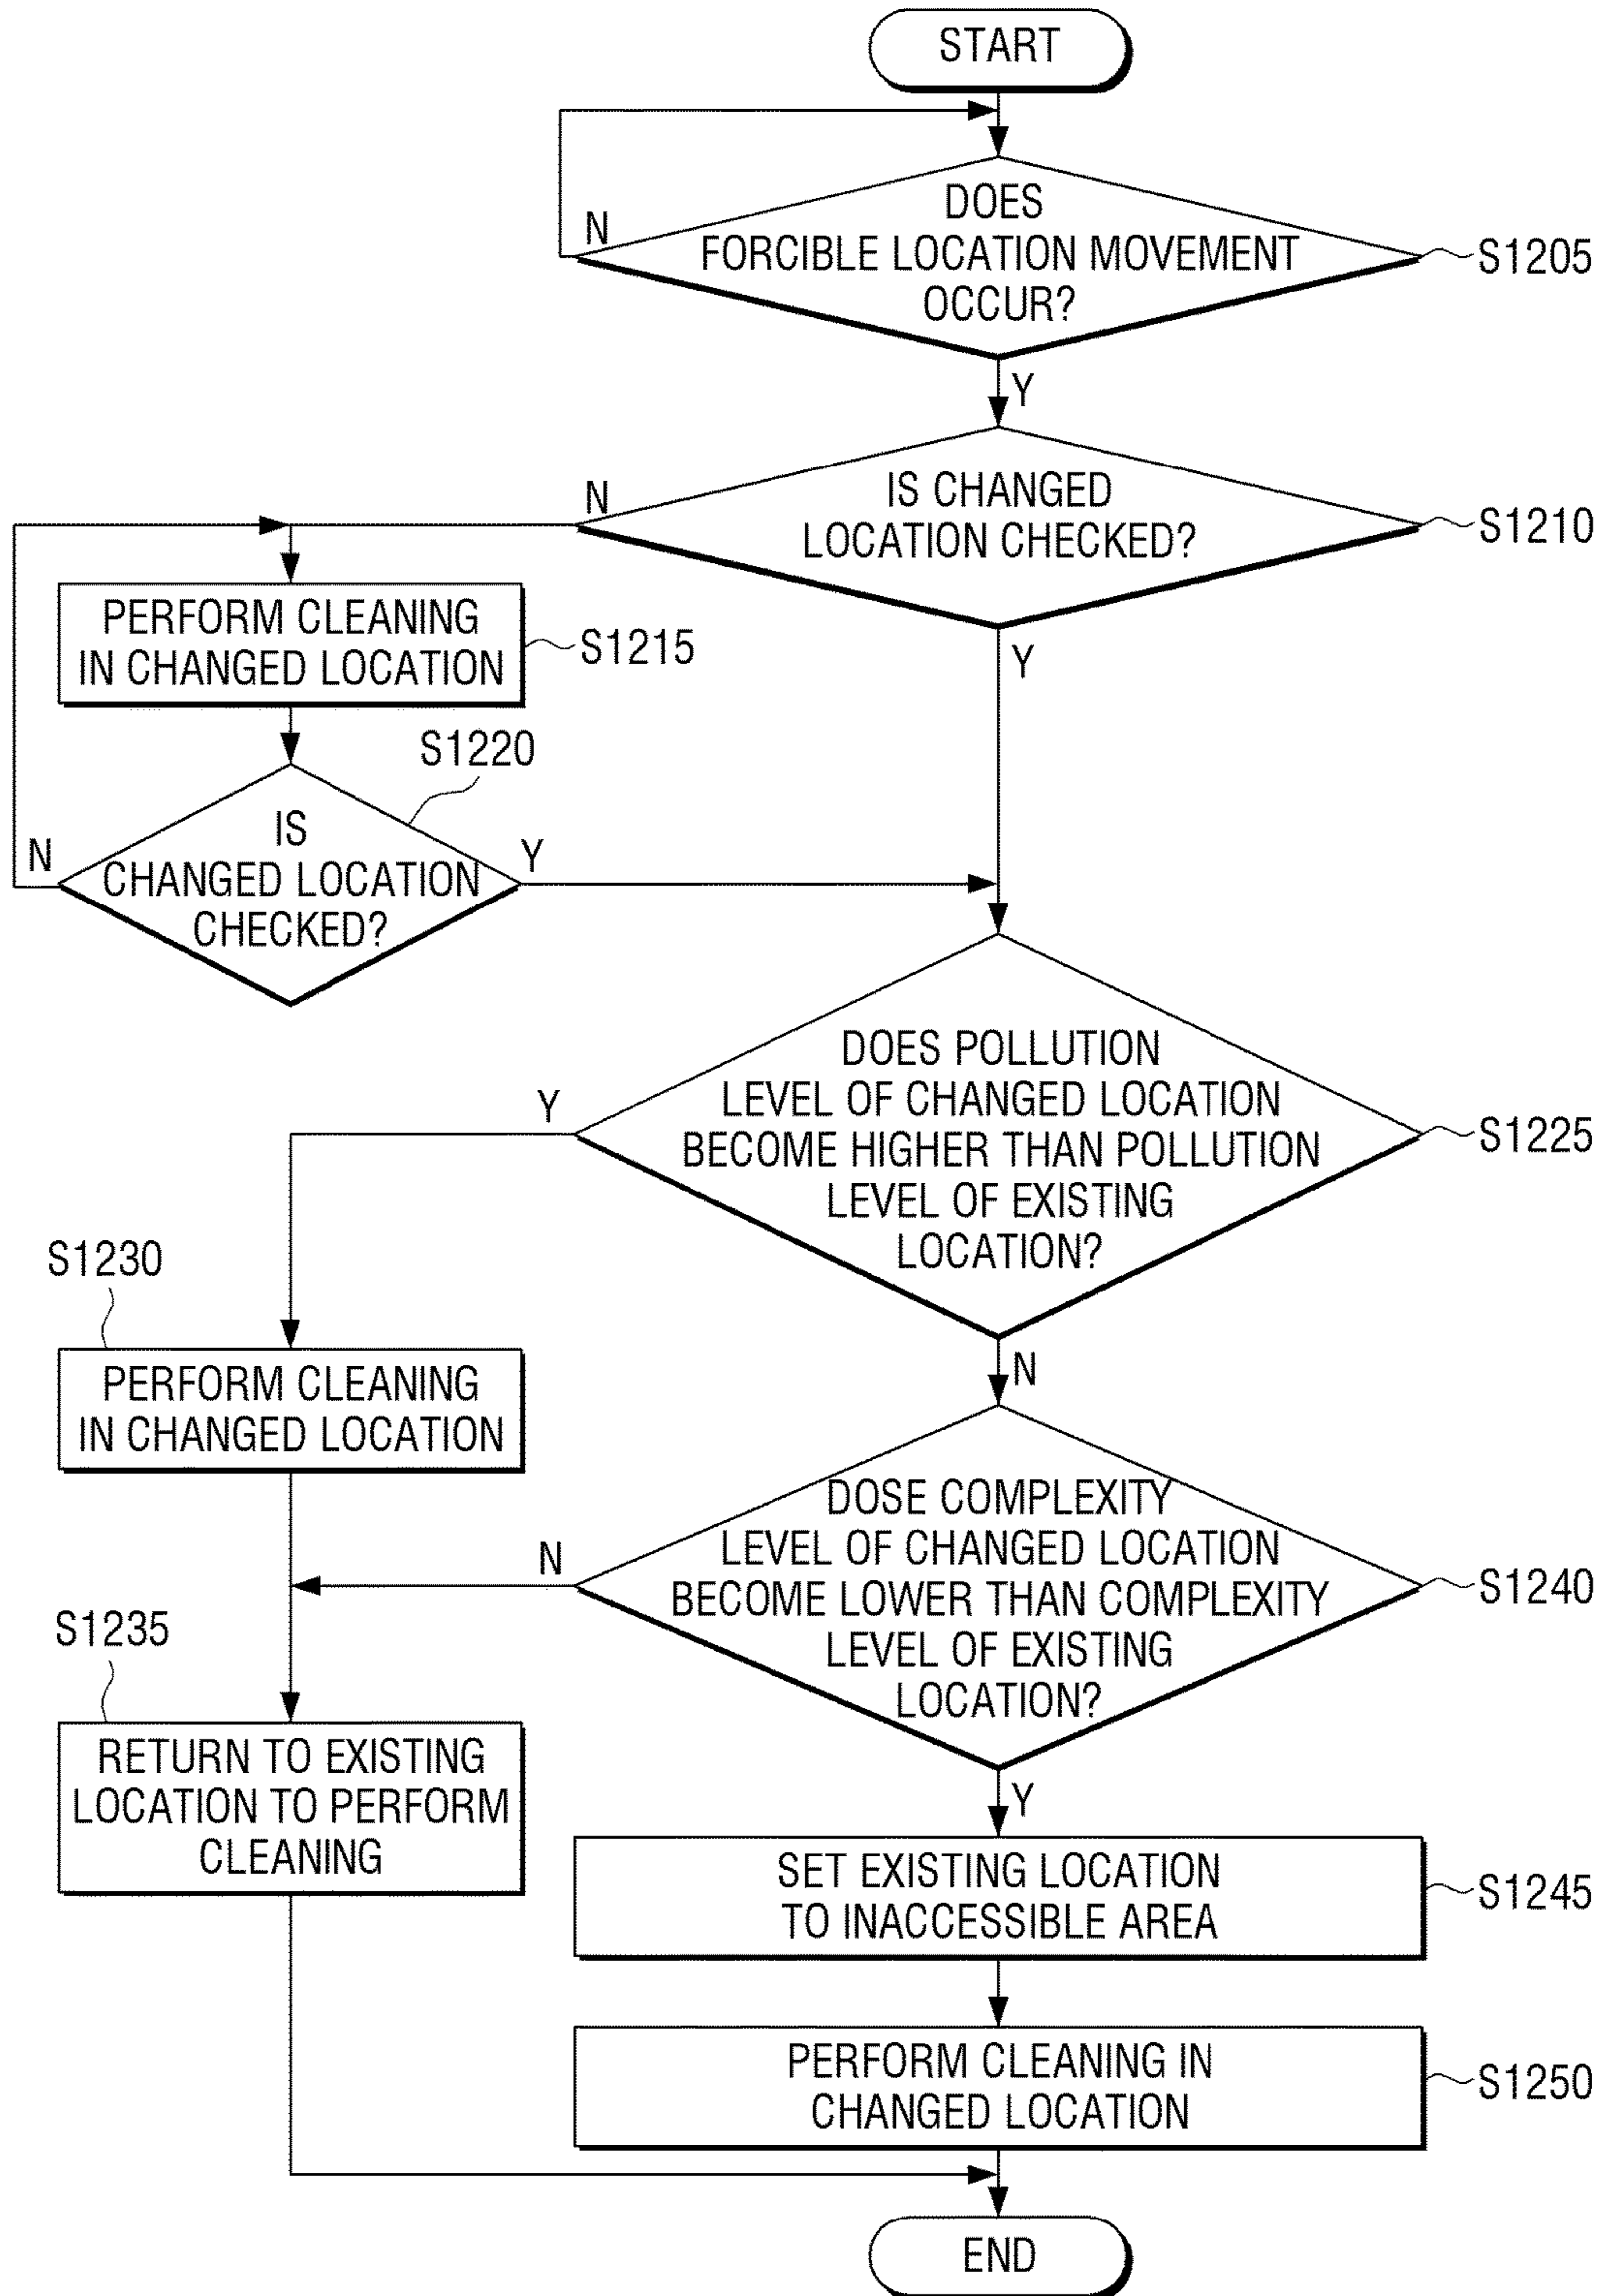 START
DOES
FORCIBLE LOCATION MOVEMENT
OCCUR?
N
S1205
Y
IS CHANGED
LOCATION CHECKED?
N
S1210
Y
PERFORM CLEANING
IN CHANGED LOCATION
S1215
S1220
IS
CHANGED LOCATION
CHECKED?
N
Y
DOES POLLUTION
LEVEL OF CHANGED LOCATION
BECOME HIGHER THAN POLLUTION
LEVEL OF EXISTING
LOCATION?
Y
S1225
N
S1230
PERFORM CLEANING
IN CHANGED LOCATION
DOSE COMPLEXITY
LEVEL OF CHANGED LOCATION
BECOME LOWER THAN COMPLEXITY
LEVEL OF EXISTING
LOCATION?
N
S1240
Y
S1235
RETURN TO EXISTING
LOCATION TO PERFORM
CLEANING
SET EXISTING LOCATION
TO INACCESSIBLE AREA
S1245
PERFORM CLEANING IN
CHANGED LOCATION
S1250
END